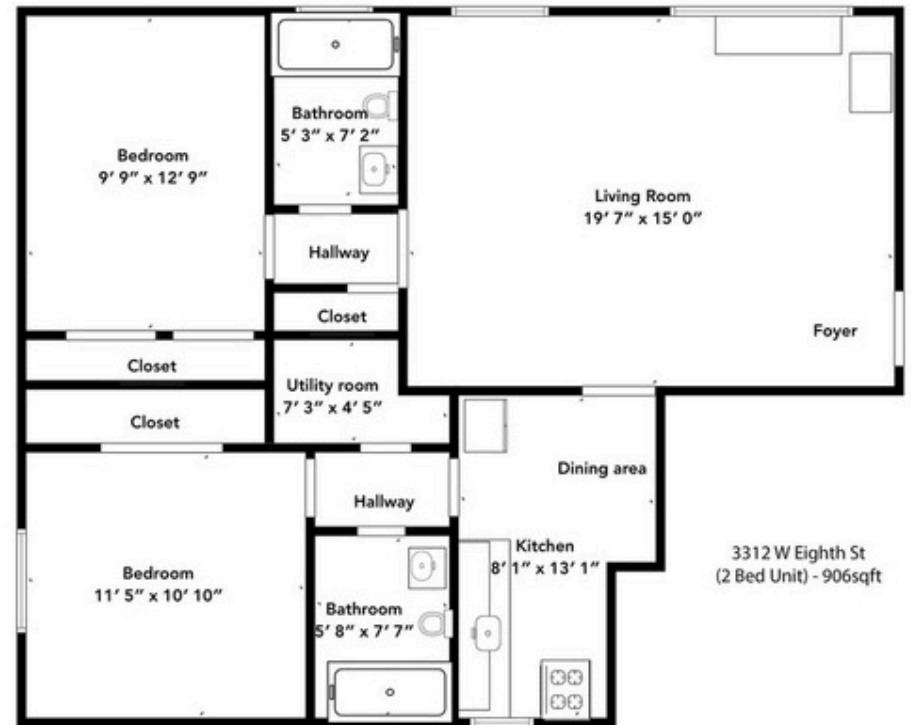 Bathroom
5' 3" x 7' 2"
Bedroom
9' 9" x 12' 9"
Living Room
19' 7" x 15' 0"
Hallway
Closet
Foyer
Closet
Utility room
7' 3" x 4' 5"
Closet
Dining area
Hallway
Kitchen
8' 1" x 13' 1"
3312 W Eighth St
(2 Bed Unit) - 906sqft
Bedroom
11' 5" x 10' 10"
Bathroom
5' 8" x 7' 7"